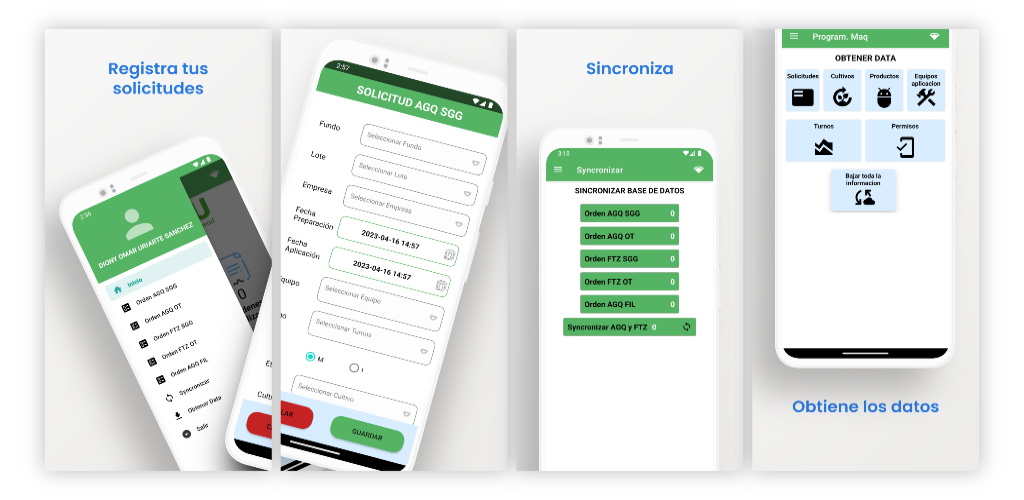 Registra tus
solicitudes
2:56
DIONY OMAR URIARTE SANCHEZ
Inicio
Orden AGQ SGG
Orden AGQ OT
Orden FTZ SGG
Orden FTZ OT
Orden AGQ FIL
Syncronizar
Obtener Data
Salir
0
2:57
SOLICITUD AGQ SGG
Fundo
Seleccionar Fundo
Lote
Seleccionar Lote
Empresa
Seleccionar Empresa
Fecha
Preparación
2023-04-16 14:57
Fecha
Aplicación
2023-04-16 14:57
quipo
Seleccionar Equipo
Seleccionar Turnos
M
I
Seleccionar Cultivo
LAR
GUARDAR
Sincroniza
3:13
Syncronizar
SINCRONIZAR BASE DE DATOS
Orden AGQ SGG 0
Orden AGQ OT 0
Orden FTZ SGG 0
Orden FTZ OT 0
Orden AGQ FIL 0
Syncronizar AGQ y FTZ 0
Program. Maq
OBTENER DATA
Solicitudes
Cultivos
Productos
Equipos
aplicacion
Turnos
Permisos
Bajar toda la
informacion
Obtiene los datos